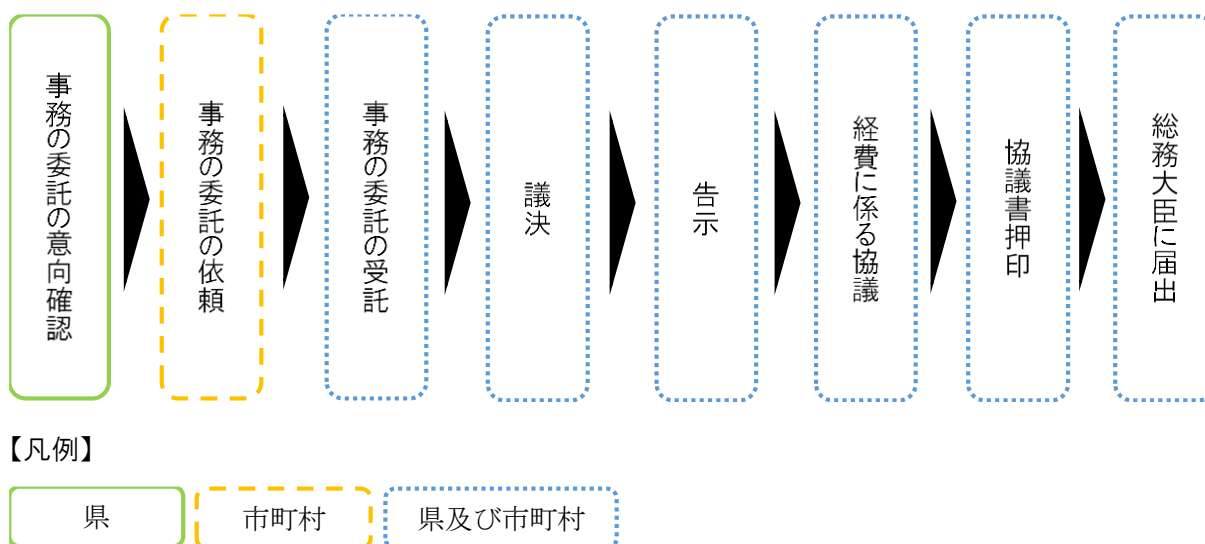 事務の委託の意向確認
事務の委託の依頼
事務の委託の受託
議決
告示
経費に係る協議
協議書押印
総務大臣に届出
【凡例】
県
市町村
県及び市町村